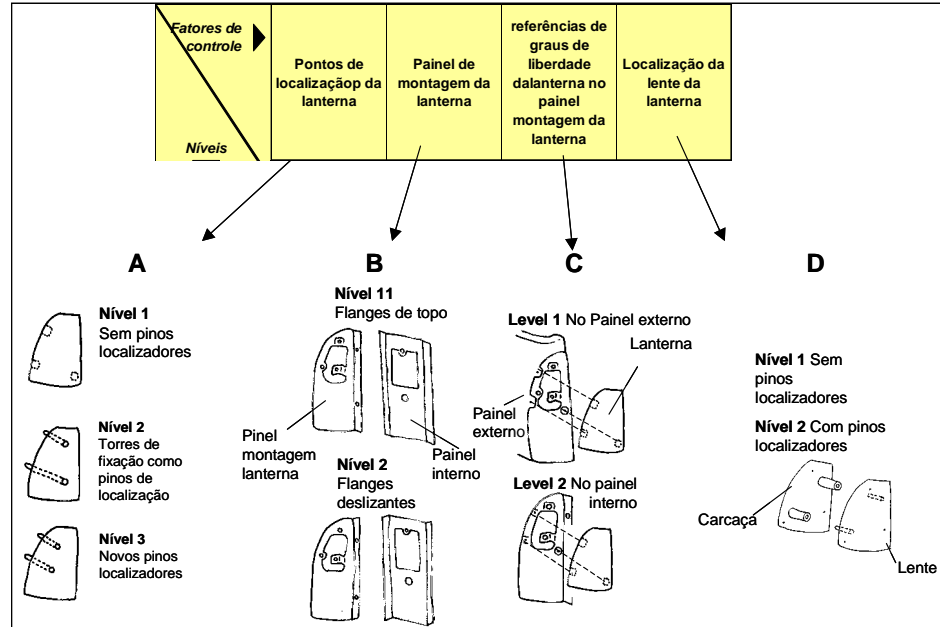 Fatores de
controle
Níveis
Pontos de
localizaçãop da
lanterna
Painel de
montagem da
lanterna
referências de
graus de
liberdade
dalanterna no
painel
montagem da
lanterna
Localização da
lente da
lanterna
A
B
C
D
Nível 1
Sem pinos
localizadores
Nível 2
Torres de
fixação como
pinos de
localização
Nível 3
Novos pinos
localizadores
Nível 11
Flanges de topo
Pinel
montagem
lanterna
Painel
interno
Nível 2
Flanges
deslizantes
Level 1 No Painel externo
Lanterna
Painel
externo
Level 2 No painel
interno
Nível 1 Sem
pinos
localizadores
Nível 2 Com pinos
localizadores
Carcaça
Lente